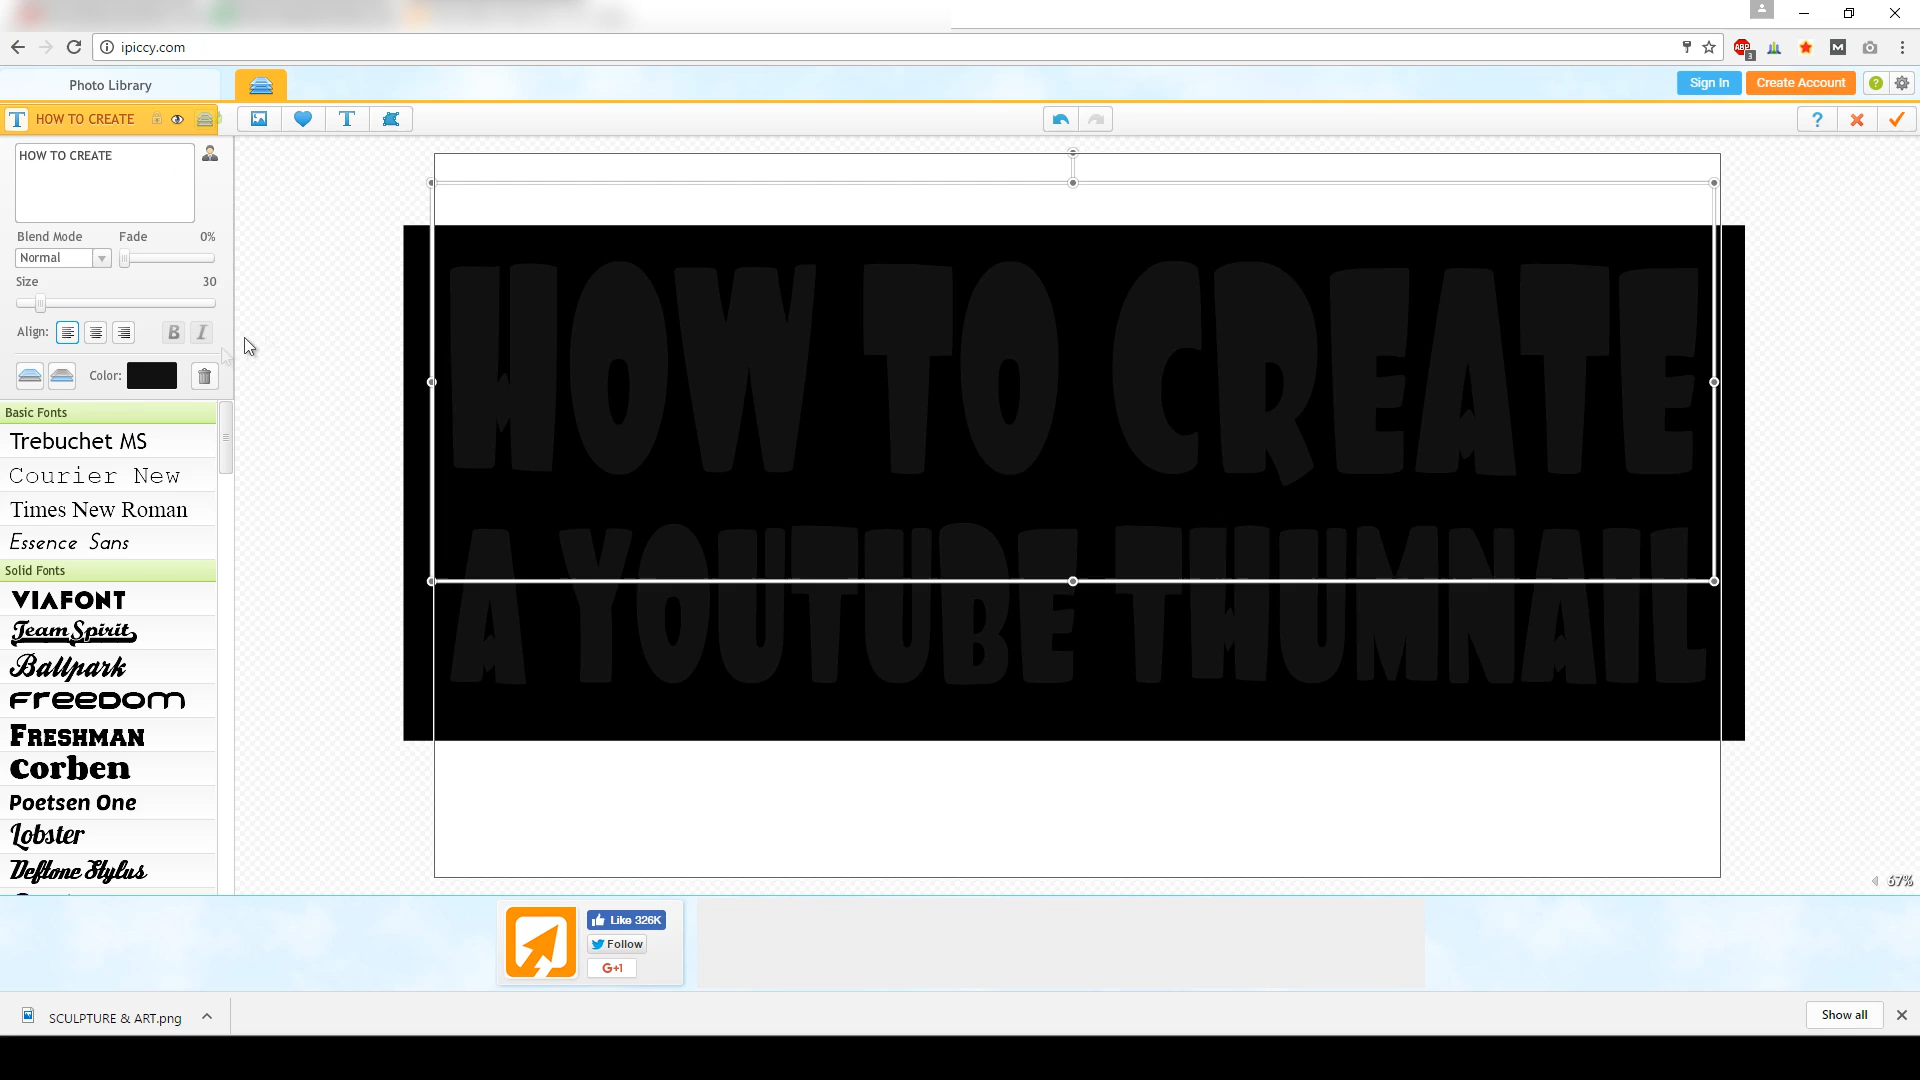 ipiccy.com
ABP
3
M
Photo Library
Sign In
Create Account
?
T HOW TO CREATE
T
?
HOW TO CREATE
Blend Mode Fade 0%
Normal
Size 30
Align: B I
Color:
Basic Fonts
Trebuchet MS
Courier New
Times New Roman
Essence Sans
Solid Fonts
VIAFONT
Team Spirit
Ballpark
FREEDOM
FRESHMAN
Corben
Poetsen One
Lobster
Deftone Stylus
HOW TO CREATE
A YOUTUBE THUMNAIL
67%
Like 326K
Follow
G+1
SCULPTURE & ART.png
Show all